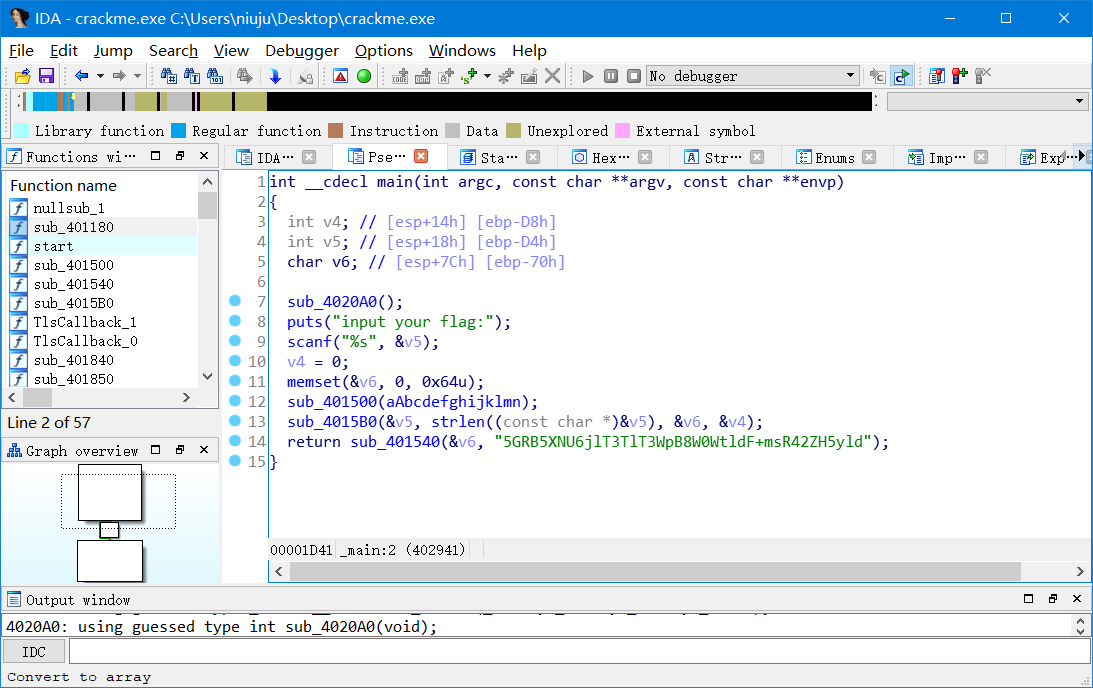 IDA - crackme.exe C:\Users\niuju\Desktop\crackme.exe
File Edit Jump Search View Debugger Options Windows Help
No debugger
Library function Regular function Instruction Data Unexplored External symbol
Functions wi··· IDA··· Pse··· Sta··· Hex··· Str··· Enums Imp··· Exp···
Function name
nullsub_1
sub_401180
start
sub_401500
sub_401540
sub_4015B0
TlsCallback_1
TlsCallback_0
sub_401840
sub_401850
Line 2 of 57
Graph overview
1 int __cdecl main(int argc, const char **argv, const char **envp)
2 {
3 int v4; // [esp+14h] [ebp-D8h]
4 int v5; // [esp+18h] [ebp-D4h]
5 char v6; // [esp+7Ch] [ebp-70h]
6
7 sub_4020A0();
8 puts("input your flag:");
9 scanf("%s", &v5);
10 v4 = 0;
11 memset(&v6, 0, 0x64u);
12 sub_401500(aAbcdefghijklmn);
13 sub_4015B0(&v5, strlen((const char *)&v5), &v6, &v4);
14 return sub_401540(&v6, "5GRB5XNU6jlT3TlT3WpB8W0WtldF+msR42ZH5yld");
15 }
00001D41 _main:2 (402941)
Output window
4020A0: using guessed type int sub_4020A0(void);
IDC
Convert to array